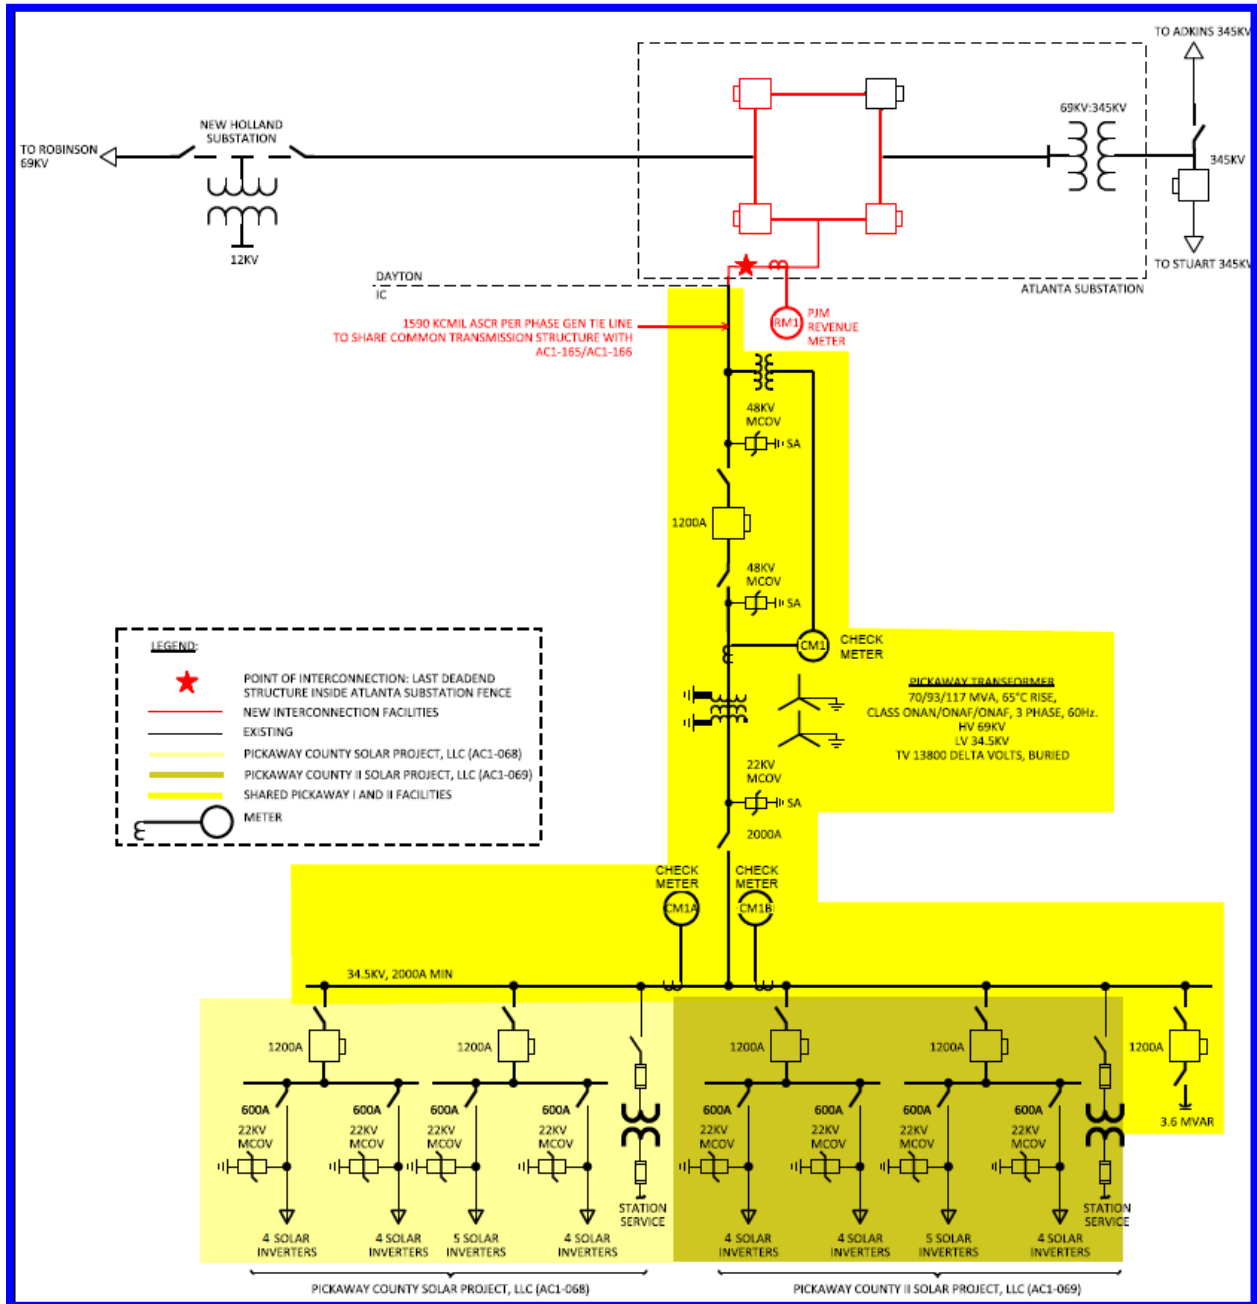 TO ADKINS 345KV
69KV:345KV
NEW HOLLAND
SUBSTATION
TO ROBINSON
69KV
345KV
12KV
TO STUART 345KV
DAYTON
IC
ATLANTA SUBSTATION
1590 KCMIL ASCR PER PHASE GEN TIE LINE
TO SHARE COMMON TRANSMISSION STRUCTURE WITH
AC1-165/AC1-166
RM1
PJM
REVENUE
METER
48KV
MCOV
SA
1200A
48KV
MCOV
SA
CM1
CHECK
METER
LEGEND:
POINT OF INTERCONNECTION: LAST DEADEND
STRUCTURE INSIDE ATLANTA SUBSTATION FENCE
NEW INTERCONNECTION FACILITIES
EXISTING
PICKAWAY COUNTY SOLAR PROJECT, LLC (AC1-068)
PICKAWAY COUNTY II SOLAR PROJECT, LLC (AC1-069)
SHARED PICKAWAY I AND II FACILITIES
METER
PICKAWAY TRANSFORMER
70/93/117 MVA, 65°C RISE,
CLASS ONAN/ONAF/ONAF, 3 PHASE, 60Hz.
HV 69KV
LV 34.5KV
TV 13800 DELTA VOLTS, BURIED
22KV
MCOV
SA
2000A
CHECK
METER
CM1A
CHECK
METER
CM1B
34.5KV, 2000A MIN
1200A
1200A
1200A
1200A
1200A
600A
600A
600A
600A
600A
600A
600A
600A
22KV
MCOV
22KV
MCOV
22KV
MCOV
22KV
MCOV
22KV
MCOV
22KV
MCOV
22KV
MCOV
22KV
MCOV
3.6 MVAR
STATION
SERVICE
STATION
SERVICE
4 SOLAR
INVERTERS
4 SOLAR
INVERTERS
5 SOLAR
INVERTERS
4 SOLAR
INVERTERS
4 SOLAR
INVERTERS
4 SOLAR
INVERTERS
5 SOLAR
INVERTERS
4 SOLAR
INVERTERS
PICKAWAY COUNTY SOLAR PROJECT, LLC (AC1-068)
PICKAWAY COUNTY II SOLAR PROJECT, LLC (AC1-069)